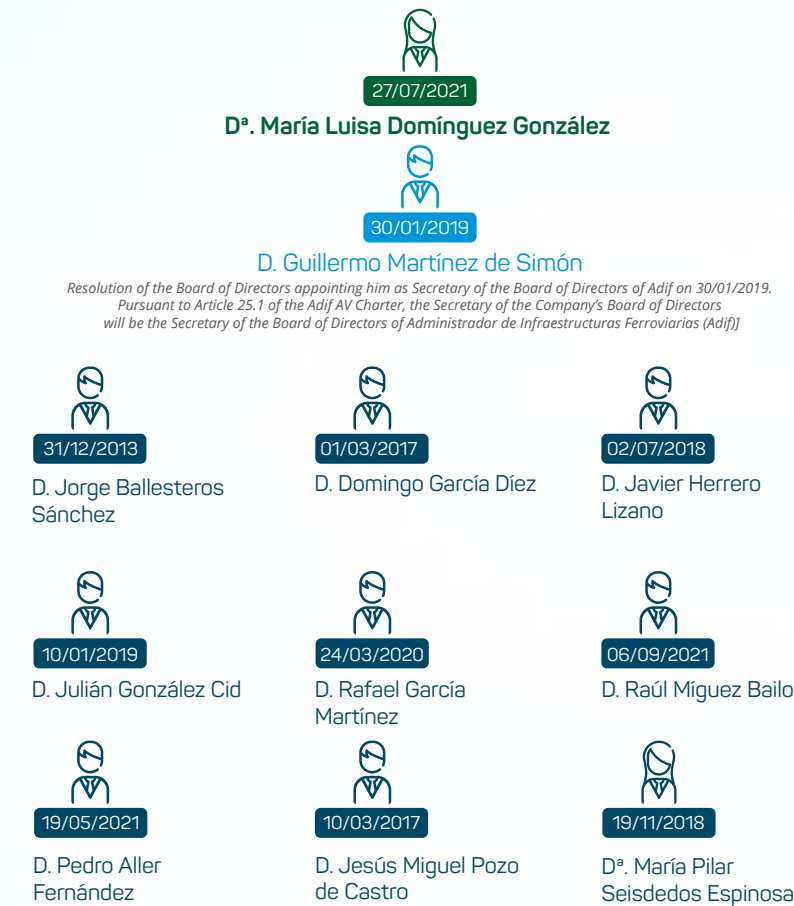 27/07/2021
Dª. María Luisa Domínguez González
30/01/2019
D. Guillermo Martínez de Simón
Resolution of the Board of Directors appointing him as Secretary of the Board of Directors of Adif on 30/01/2019.
Pursuant to Article 25.1 of the Adif AV Charter, the Secretary of the Company's Board of Directors
will be the Secretary of the Board of Directors of Administrador de Infraestructuras Ferroviarias (Adif)]
31/12/2013
D. Jorge Ballesteros
Sánchez
01/03/2017
D. Domingo García Díez
02/07/2018
D. Javier Herrero
Lizano
10/01/2019
D. Julián González Cid
24/03/2020
D. Rafael García
Martínez
06/09/2021
D. Raúl Míguez Bailo
19/05/2021
D. Pedro Aller
Fernández
10/03/2017
D. Jesús Miguel Pozo
de Castro
19/11/2018
Dª. María Pilar
Seisdedos Espinosa